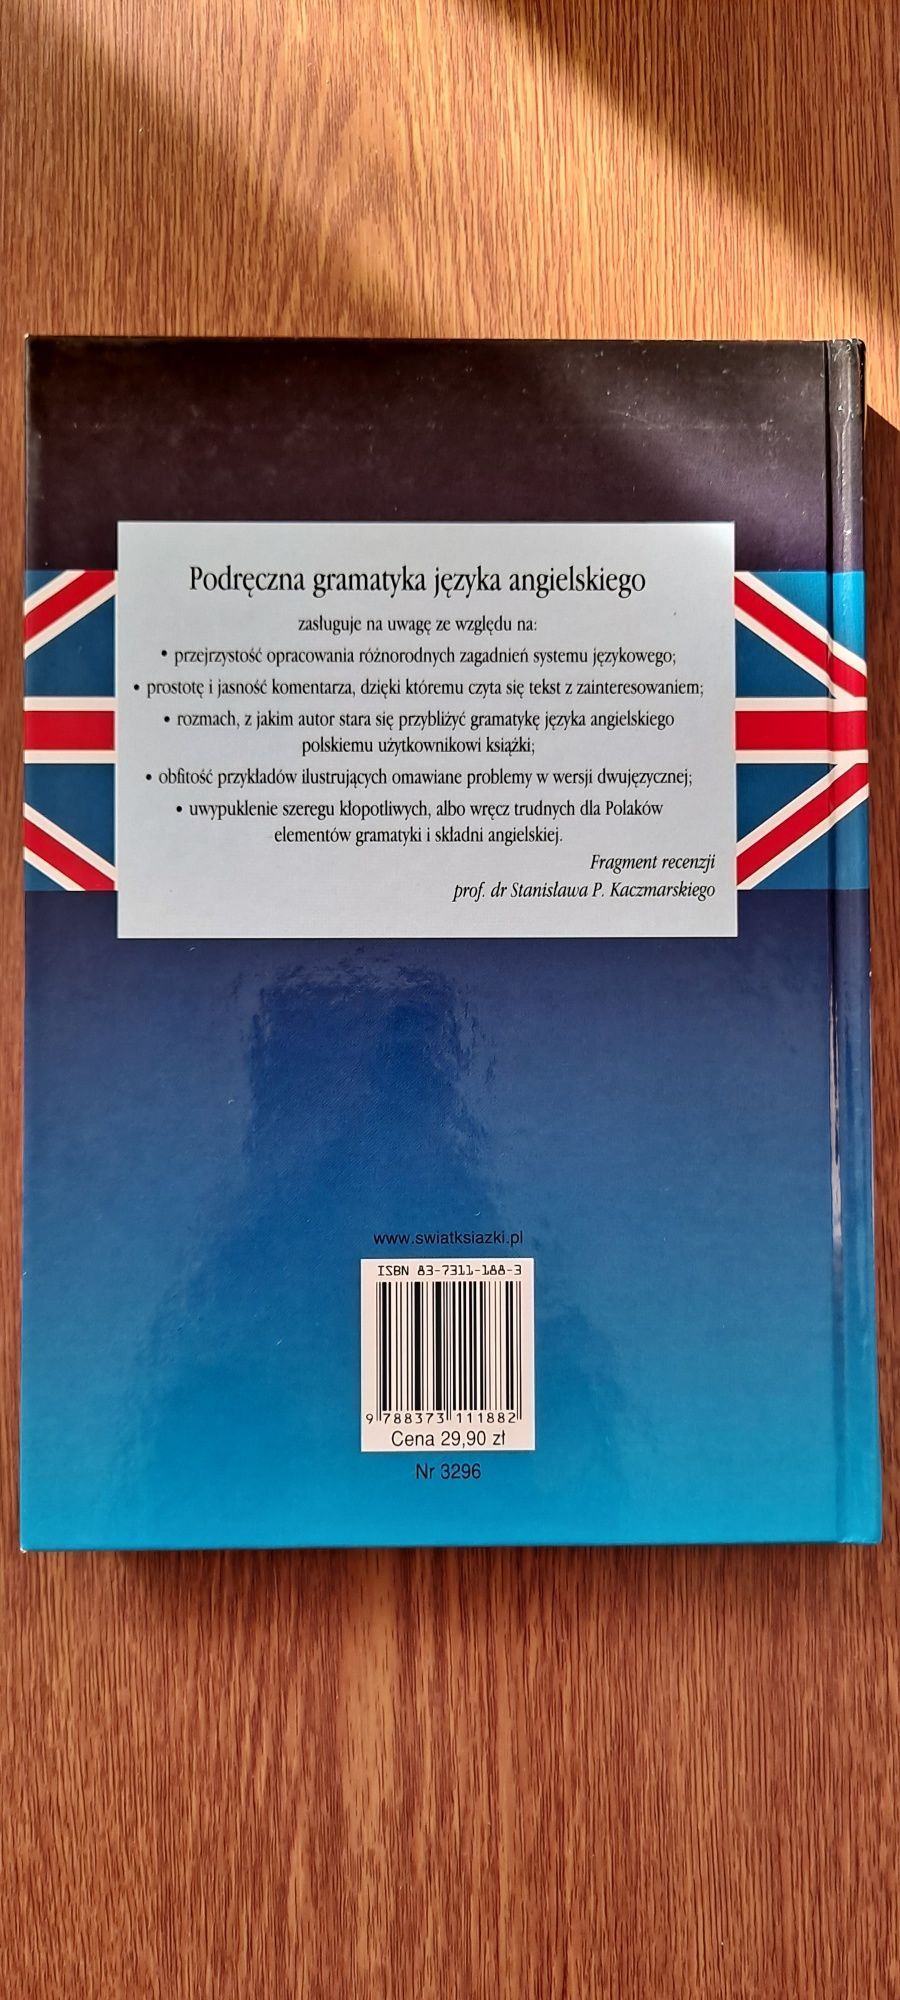 Podręczna gramatyka języka angielskiego
zasługuje na uwagę ze względu na:
• przejrzystość opracowania różnorodnych zagadnień systemu językowego;
• prostotę i jasność komentarza, dzięki któremu czyta się tekst z zainteresowaniem;
• rozmach, z jakim autor stara się przybliżyć gramatykę języka angielskiego
polskiemu użytkownikowi książki;
• obfitość przykładów ilustrujących omawiane problemy w wersji dwujęzycznej;
• uwypuklenie szeregu kłopotliwych, albo wręcz trudnych dla Polaków
elementów gramatyki i składni angielskiej.
Fragment recenzji
prof. dr Stanisława P. Kaczmarskiego
www.swiatksiazki.pl
ISBN 83-7311-188-3
9 788373 111882
Cena 29,90 zł
Nr 3296